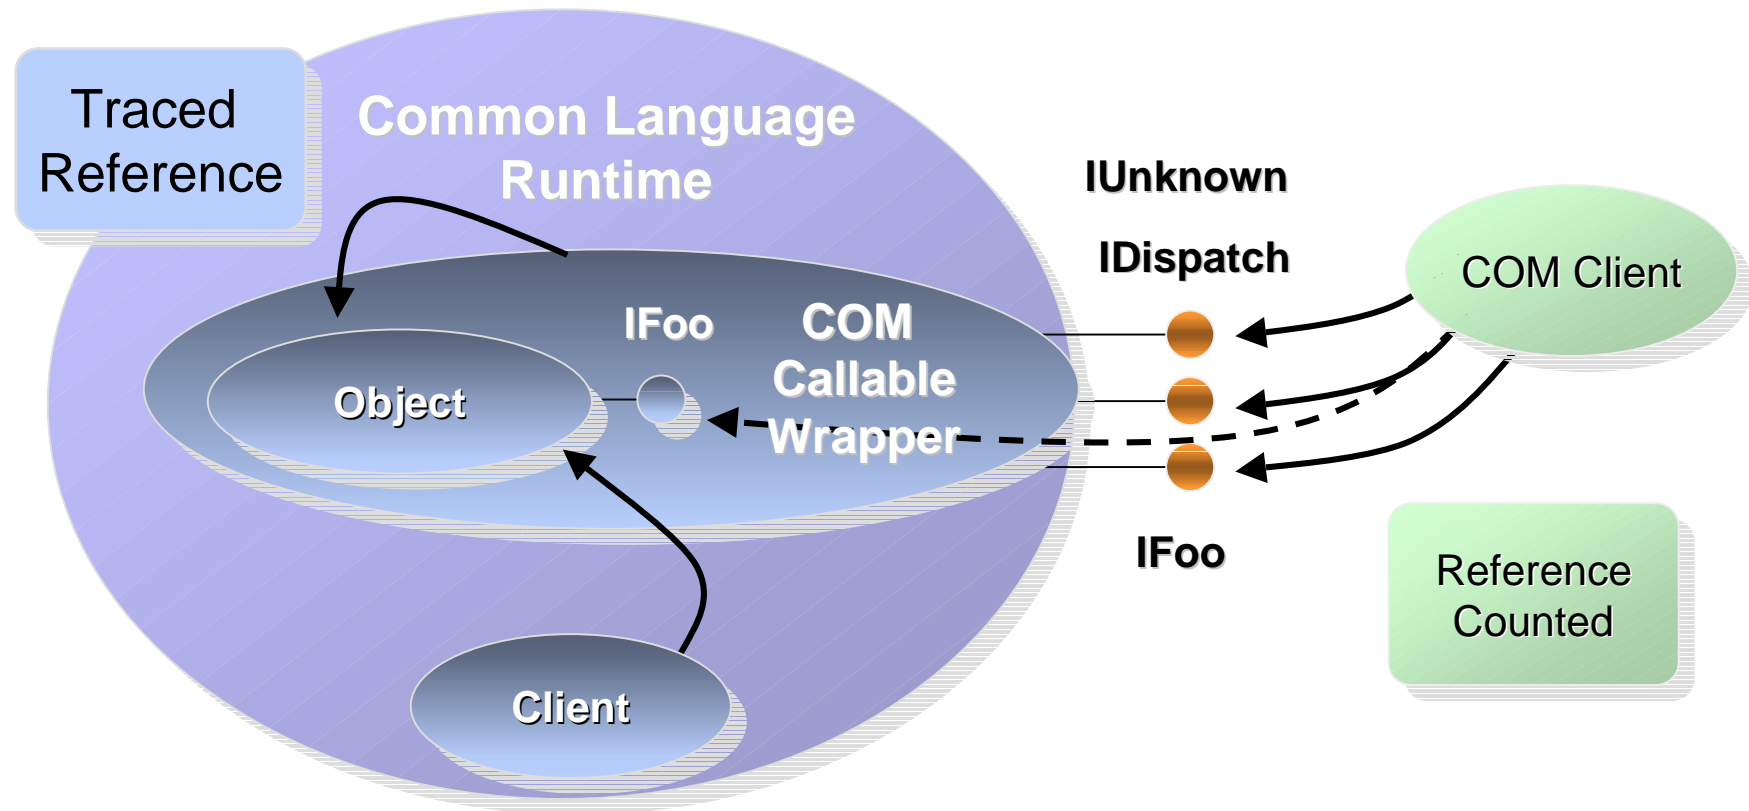 Traced
Reference
Common Language
Runtime
IUnknown
IDispatch
COM Client
IFoo
COM
Callable
Wrapper
Object
IFoo
Reference
Counted
Client